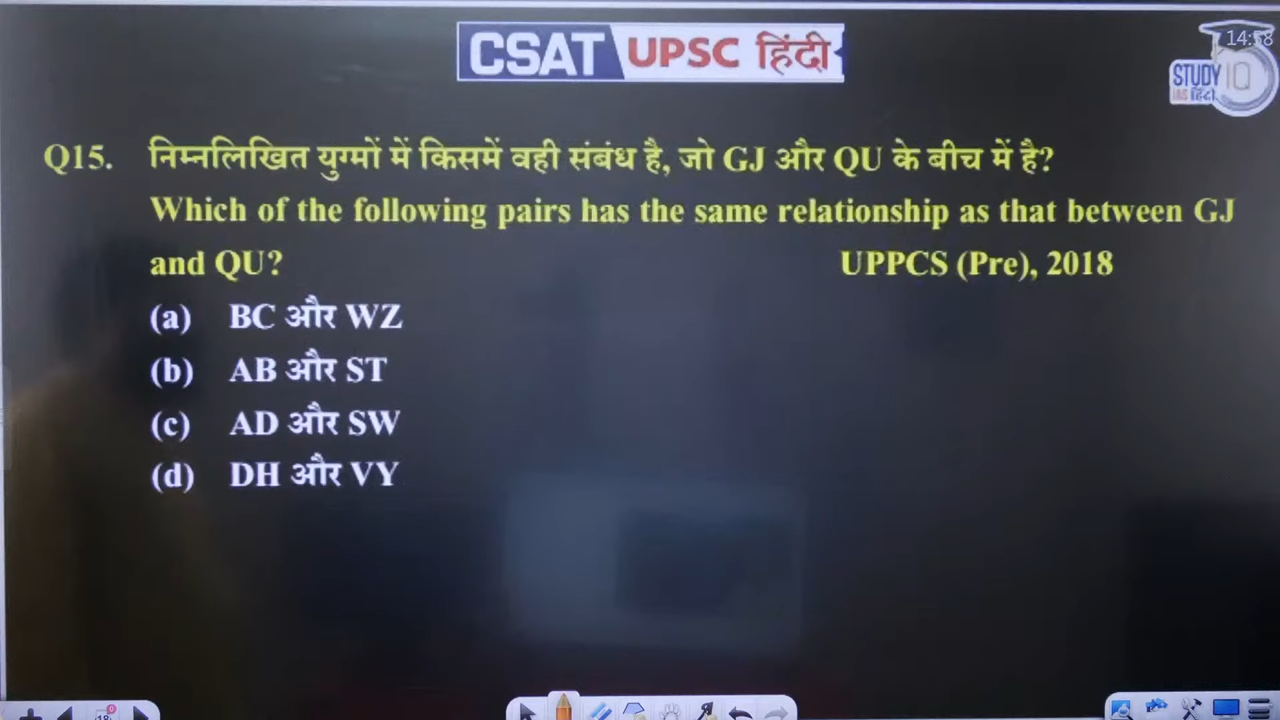 CSAT UPSC हिंदी
14:58
STUDY IQ
IAS हिंदी
Q15. निम्नलिखित युग्मों में किसमें वही संबंध है, जो GJ और QU के बीच में है?
Which of the following pairs has the same relationship as that between GJ
and QU? UPPCS (Pre), 2018
(a) BC और WZ
(b) AB और ST
(c) AD और SW
(d) DH और VY